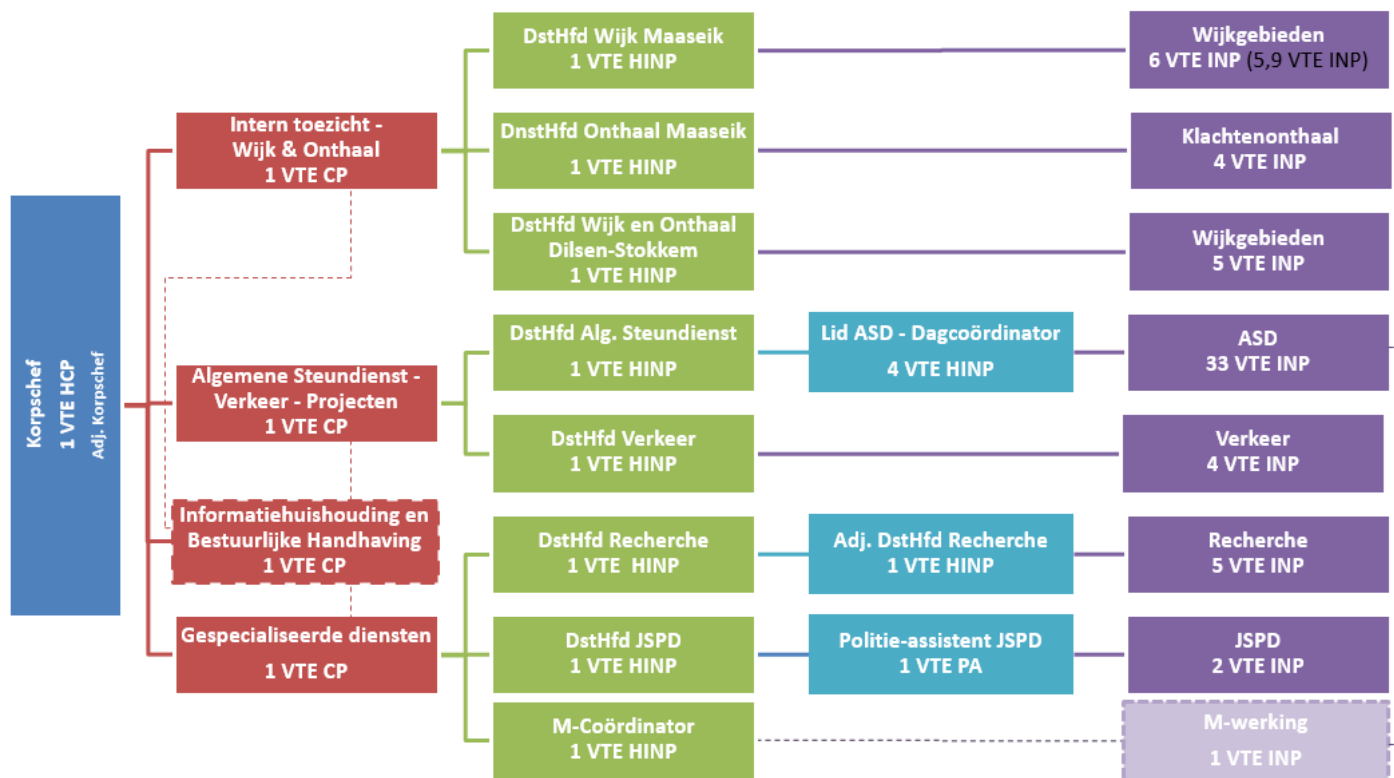 Korpschef
1 VTE HCP
Adj. Korpschef
Intern toezicht -
Wijk & Onthaal
1 VTE CP
Algemene Steundienst -
Verkeer - Projecten
1 VTE CP
Informatiehuishouding en
Bestuurlijke Handhaving
1 VTE CP
Gespecialiseerde diensten
1 VTE CP
DstHfd Wijk Maaseik
1 VTE HINP
DnstHfd Onthaal Maaseik
1 VTE HINP
DstHfd Wijk en Onthaal
Dilsen-Stokkem
1 VTE HINP
DstHfd Alg. Steundienst
1 VTE HINP
DstHfd Verkeer
1 VTE HINP
DstHfd Recherche
1 VTE HINP
DstHfd JSPD
1 VTE HINP
M-Coördinator
1 VTE HINP
Lid ASD - Dagcoördinator
4 VTE HINP
Adj. DstHfd Recherche
1 VTE HINP
Politie-assistent JSPD
1 VTE PA
Wijkgebieden
6 VTE INP (5,9 VTE INP)
Klachtenonthaal
4 VTE INP
Wijkgebieden
5 VTE INP
ASD
33 VTE INP
Verkeer
4 VTE INP
Recherche
5 VTE INP
JSPD
2 VTE INP
M-werking
1 VTE INP